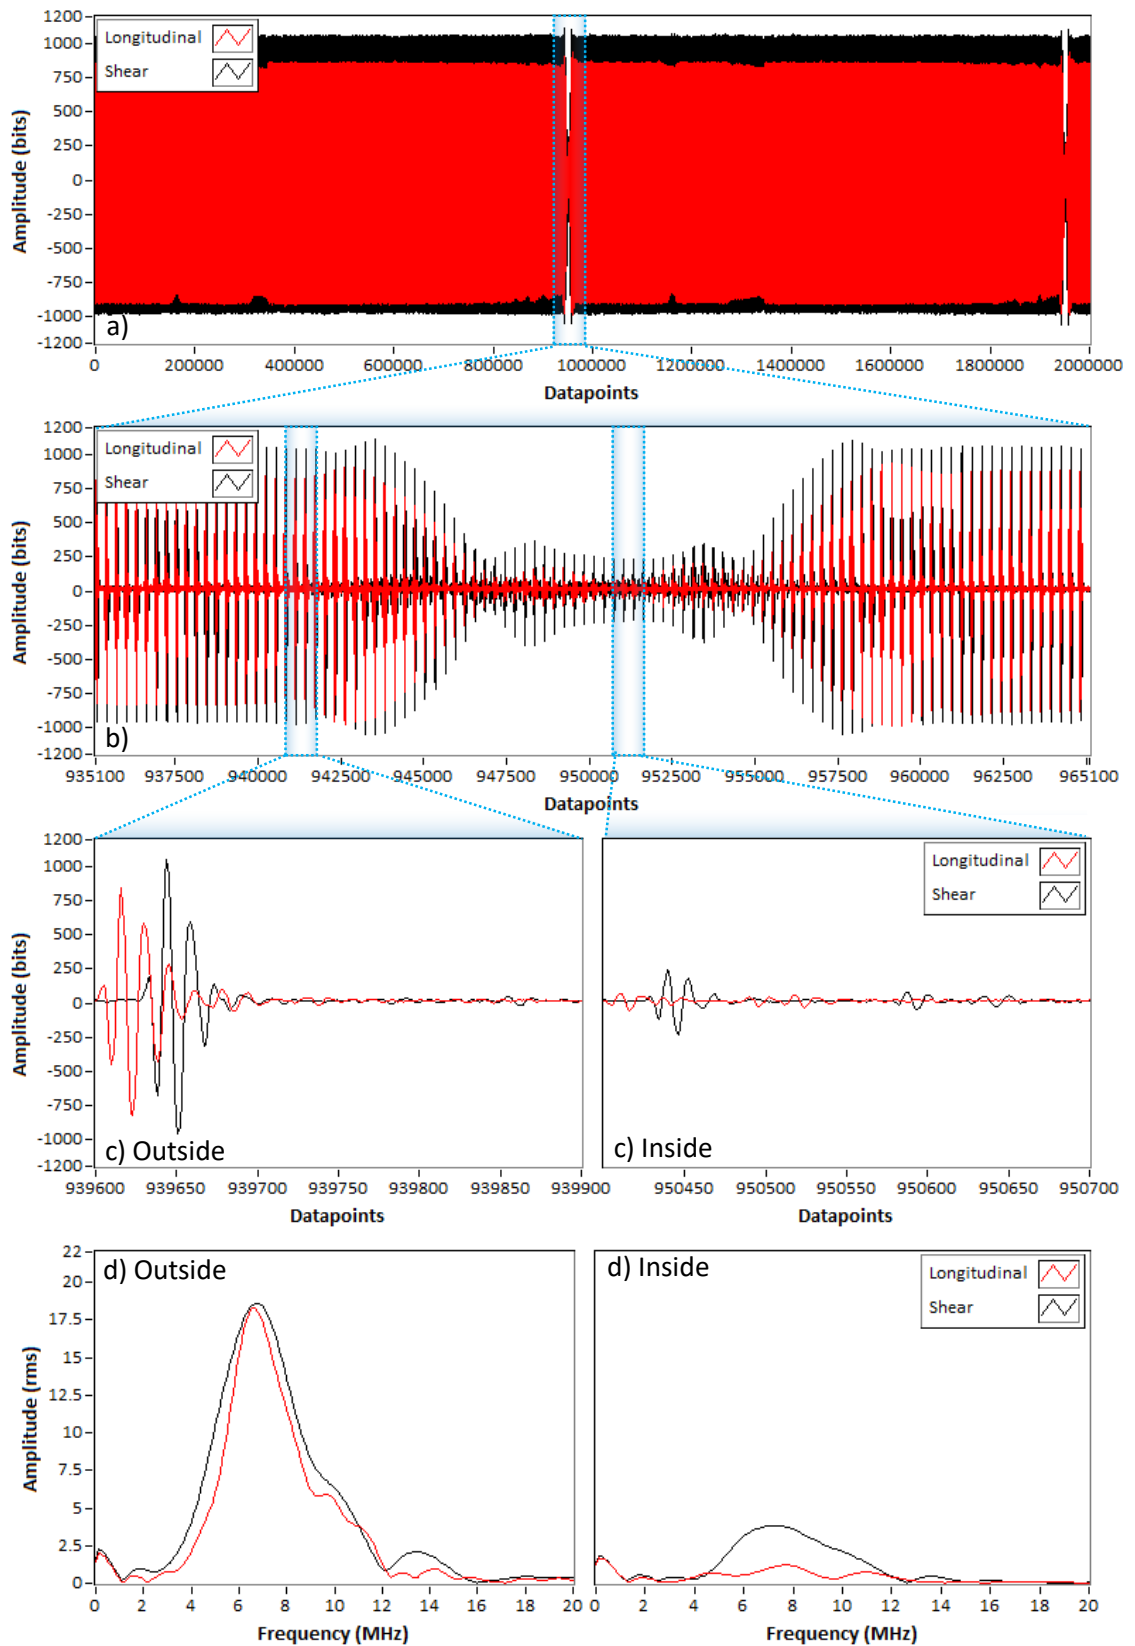 1200
1000
750
500
250
0
-250
-500
-750
-1000
-1200
Amplitude (bits)
Longitudinal
Shear
a)
0 200000 400000 600000 800000 1000000 1200000 1400000 1600000 1800000 2000000
Datapoints
1200
1000
750
500
250
0
-250
-500
-750
-1000
-1200
Amplitude (bits)
Longitudinal
Shear
b)
935100 937500 940000 942500 945000 947500 950000 952500 955000 957500 960000 962500 965100
Datapoints
1200
1000
750
500
250
0
-250
-500
-750
-1000
-1200
Amplitude (bits)
c) Outside
939600 939650 939700 939750 939800 939850 939900
Datapoints
Longitudinal
Shear
c) Inside
950450 950500 950550 950600 950650 950700
Datapoints
22
20
17.5
15
12.5
10
7.5
5
2.5
0
Amplitude (rms)
d) Outside
0 2 4 6 8 10 12 14 16 18 20
Frequency (MHz)
d) Inside
Longitudinal
Shear
0 2 4 6 8 10 12 14 16 18 20
Frequency (MHz)